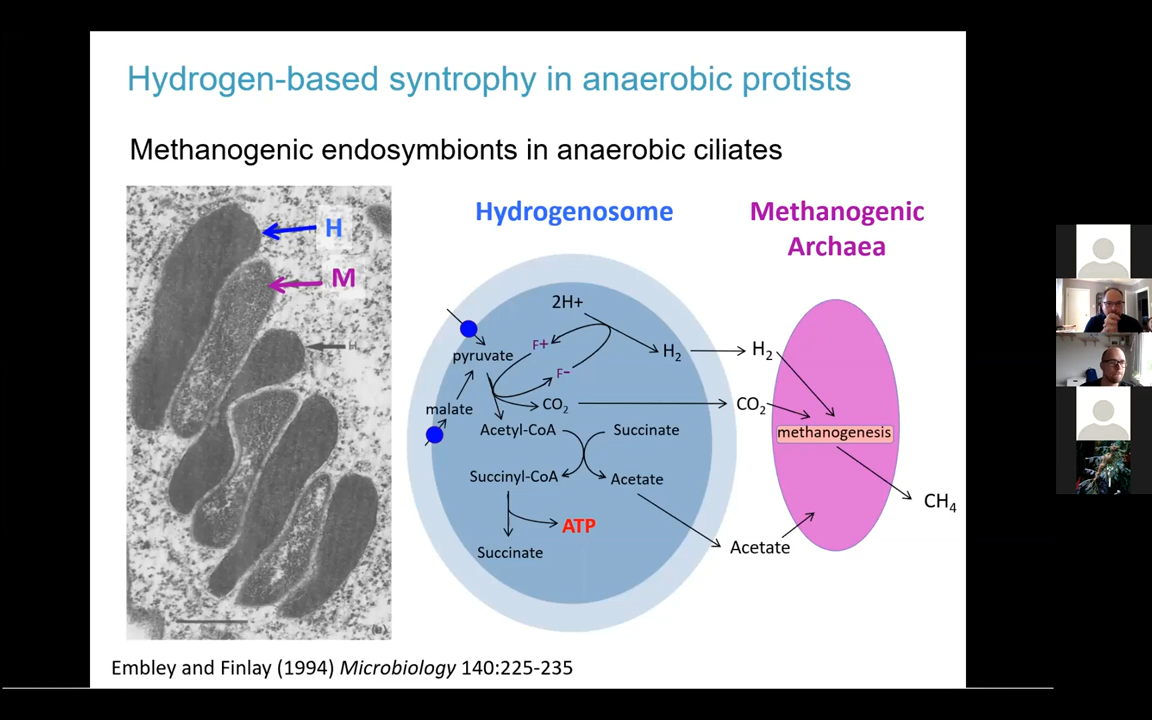 Hydrogen-based syntrophy in anaerobic protists
Methanogenic endosymbionts in anaerobic ciliates
H
M
H
Hydrogenosome
Methanogenic
Archaea
2H+
F+
pyruvate
H₂
H₂
F−
malate
CO₂
CO₂
Acetyl-CoA
Succinate
methanogenesis
Succinyl-CoA
Acetate
CH₄
ATP
Succinate
Acetate
Embley and Finlay (1994) Microbiology 140:225-235